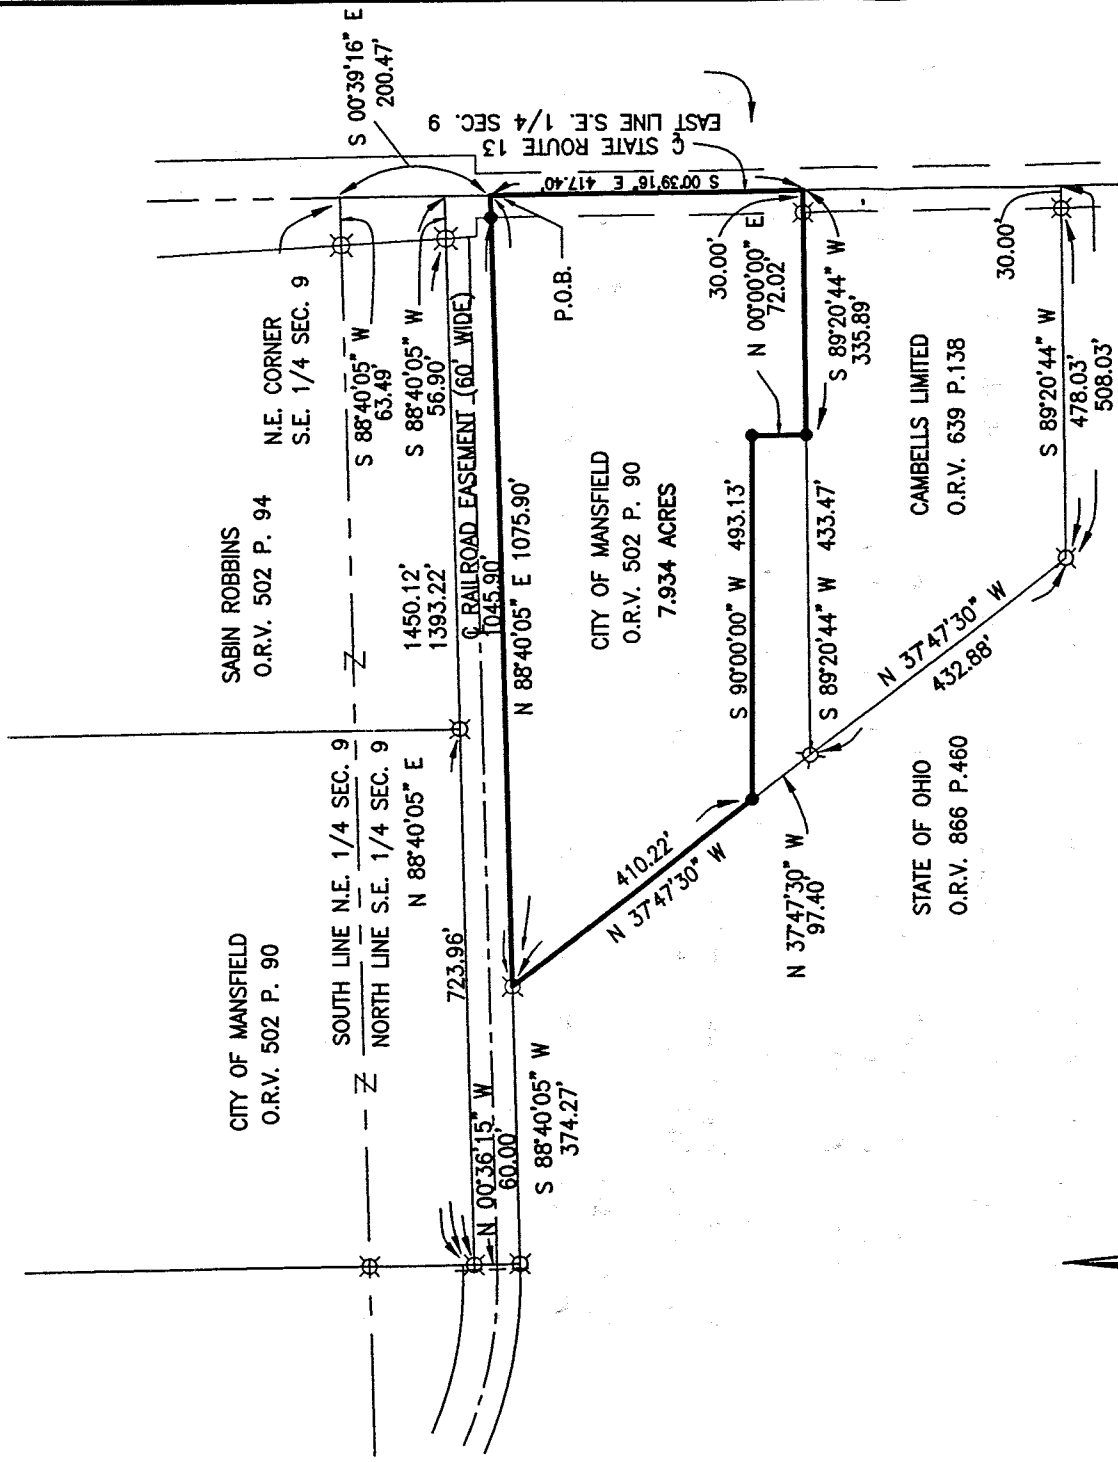 S 00°39'16" E
200.47'
EAST LINE S.E. 1/4 SEC. 9
℄ STATE ROUTE 13
S 00°39'16" E 417.40'
N.E. CORNER
S.E. 1/4 SEC. 9
S 88°40'05" W
63.49'
S 88°40'05" W
56.90'
P.O.B.
SABIN ROBBINS
O.R.V. 502 P. 94
1450.12'
1393.22'
℄ RAILROAD EASEMENT (60' WIDE)
1045.90'
N 88°40'05" E 1075.90'
30.00'
N 00°00'00" E
72.02'
S 89°20'44" W
335.89'
30.00'
CITY OF MANSFIELD
O.R.V. 502 P. 90
7.934 ACRES
CAMBELLS LIMITED
O.R.V. 639 P.138
S 89°20'44" W
478.03'
508.03'
S 90°00'00" W 493.13'
S 89°20'44" W 433.47'
N 37°47'30" W
432.88'
SOUTH LINE N.E. 1/4 SEC. 9
NORTH LINE S.E. 1/4 SEC. 9
N 88°40'05" E
410.22'
N 37°47'30" W
N 37°47'30" W
97.40'
STATE OF OHIO
O.R.V. 866 P.460
CITY OF MANSFIELD
O.R.V. 502 P. 90
723.96'
N 00°36'15" W
60.00'
S 88°40'05" W
374.27'